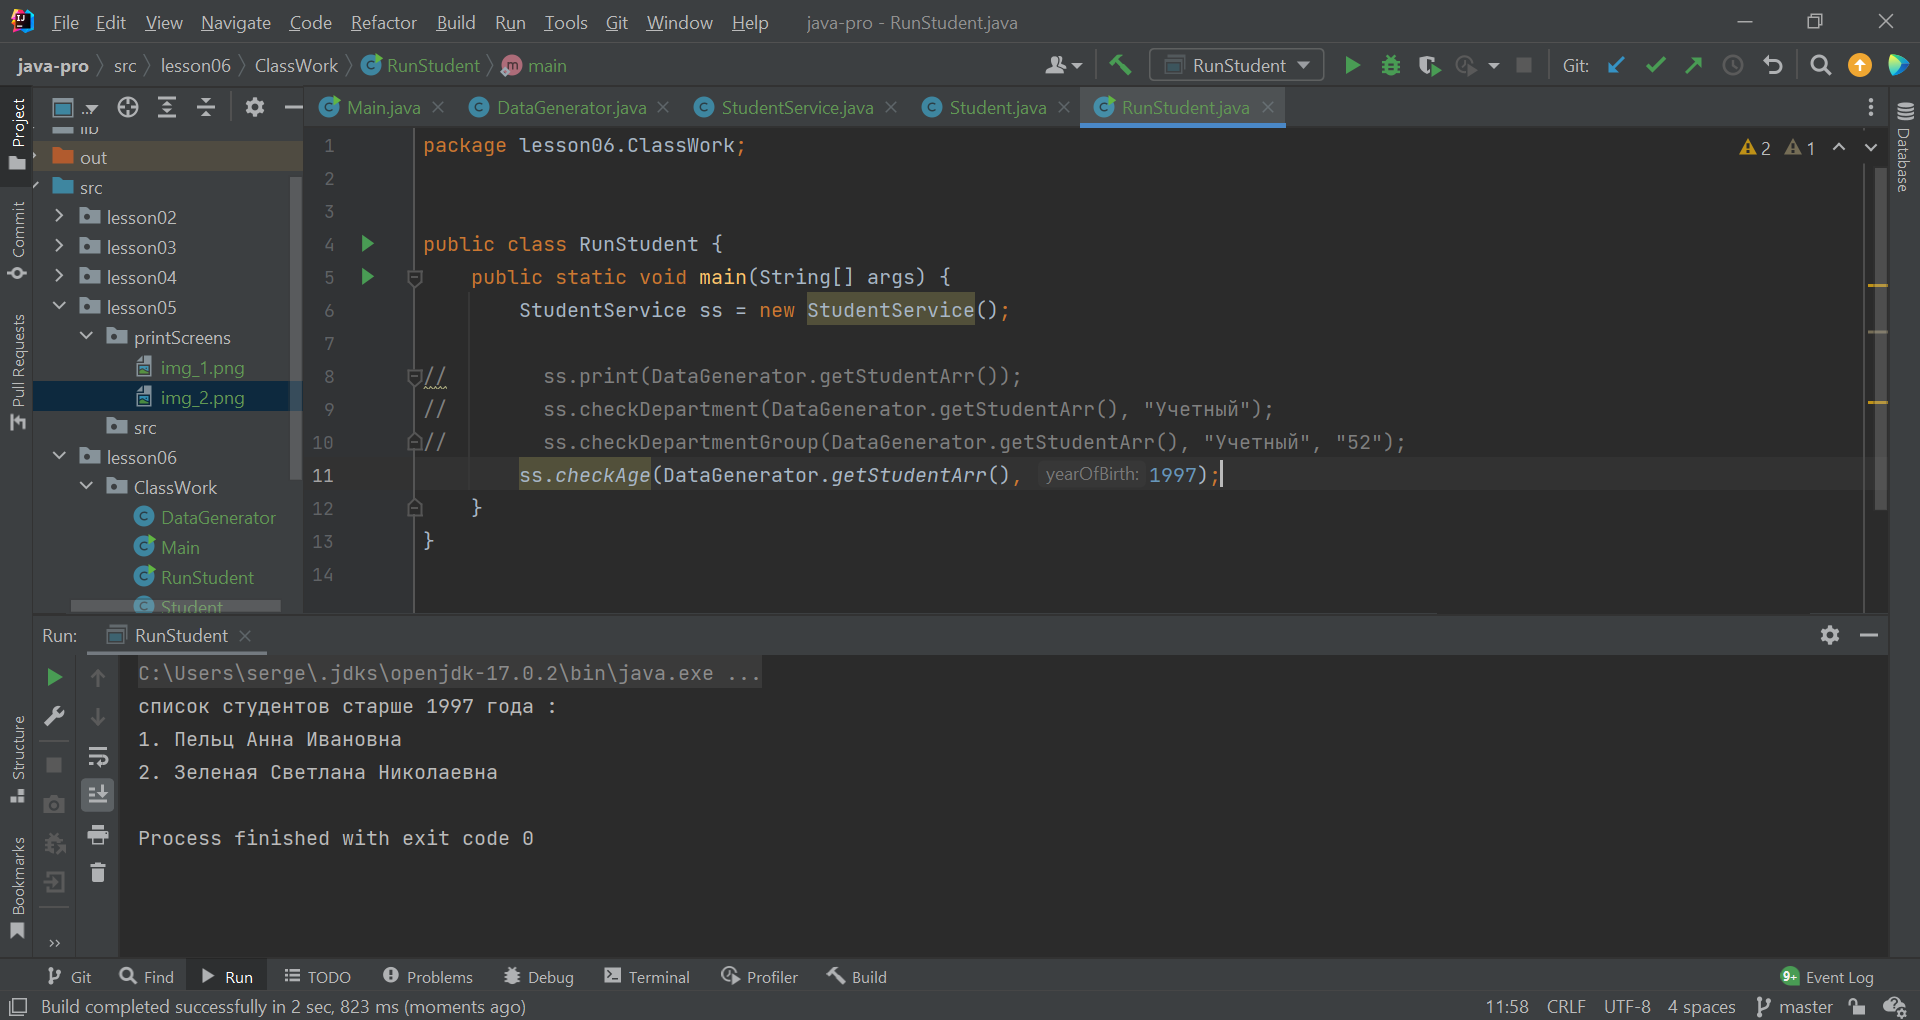 File Edit View Navigate Code Refactor Build Run Tools Git Window Help java-pro - RunStudent.java
java-pro src lesson06 ClassWork RunStudent main RunStudent Git:
Project
Commit
Pull Requests
Structure
Bookmarks
Database
Main.java DataGenerator.java StudentService.java Student.java RunStudent.java
lib
out
src
lesson02
lesson03
lesson04
lesson05
printScreens
img_1.png
img_2.png
src
lesson06
ClassWork
DataGenerator
Main
RunStudent
Student
2 1
1 package lesson06.ClassWork;
2
3
4 public class RunStudent {
5 public static void main(String[] args) {
6 StudentService ss = new StudentService();
7
8 // ss.print(DataGenerator.getStudentArr());
9 // ss.checkDepartment(DataGenerator.getStudentArr(), "Учетный");
10 // ss.checkDepartmentGroup(DataGenerator.getStudentArr(), "Учетный", "52");
11 ss.checkAge(DataGenerator.getStudentArr(), yearOfBirth: 1997);
12 }
13 }
14
Run: RunStudent
C:\Users\serge\.jdks\openjdk-17.0.2\bin\java.exe ...
список студентов старше 1997 года :
1. Пельц Анна Ивановна
2. Зеленая Светлана Николаевна
Process finished with exit code 0
Git Find Run TODO Problems Debug Terminal Profiler Build 9+ Event Log
Build completed successfully in 2 sec, 823 ms (moments ago) 11:58 CRLF UTF-8 4 spaces master